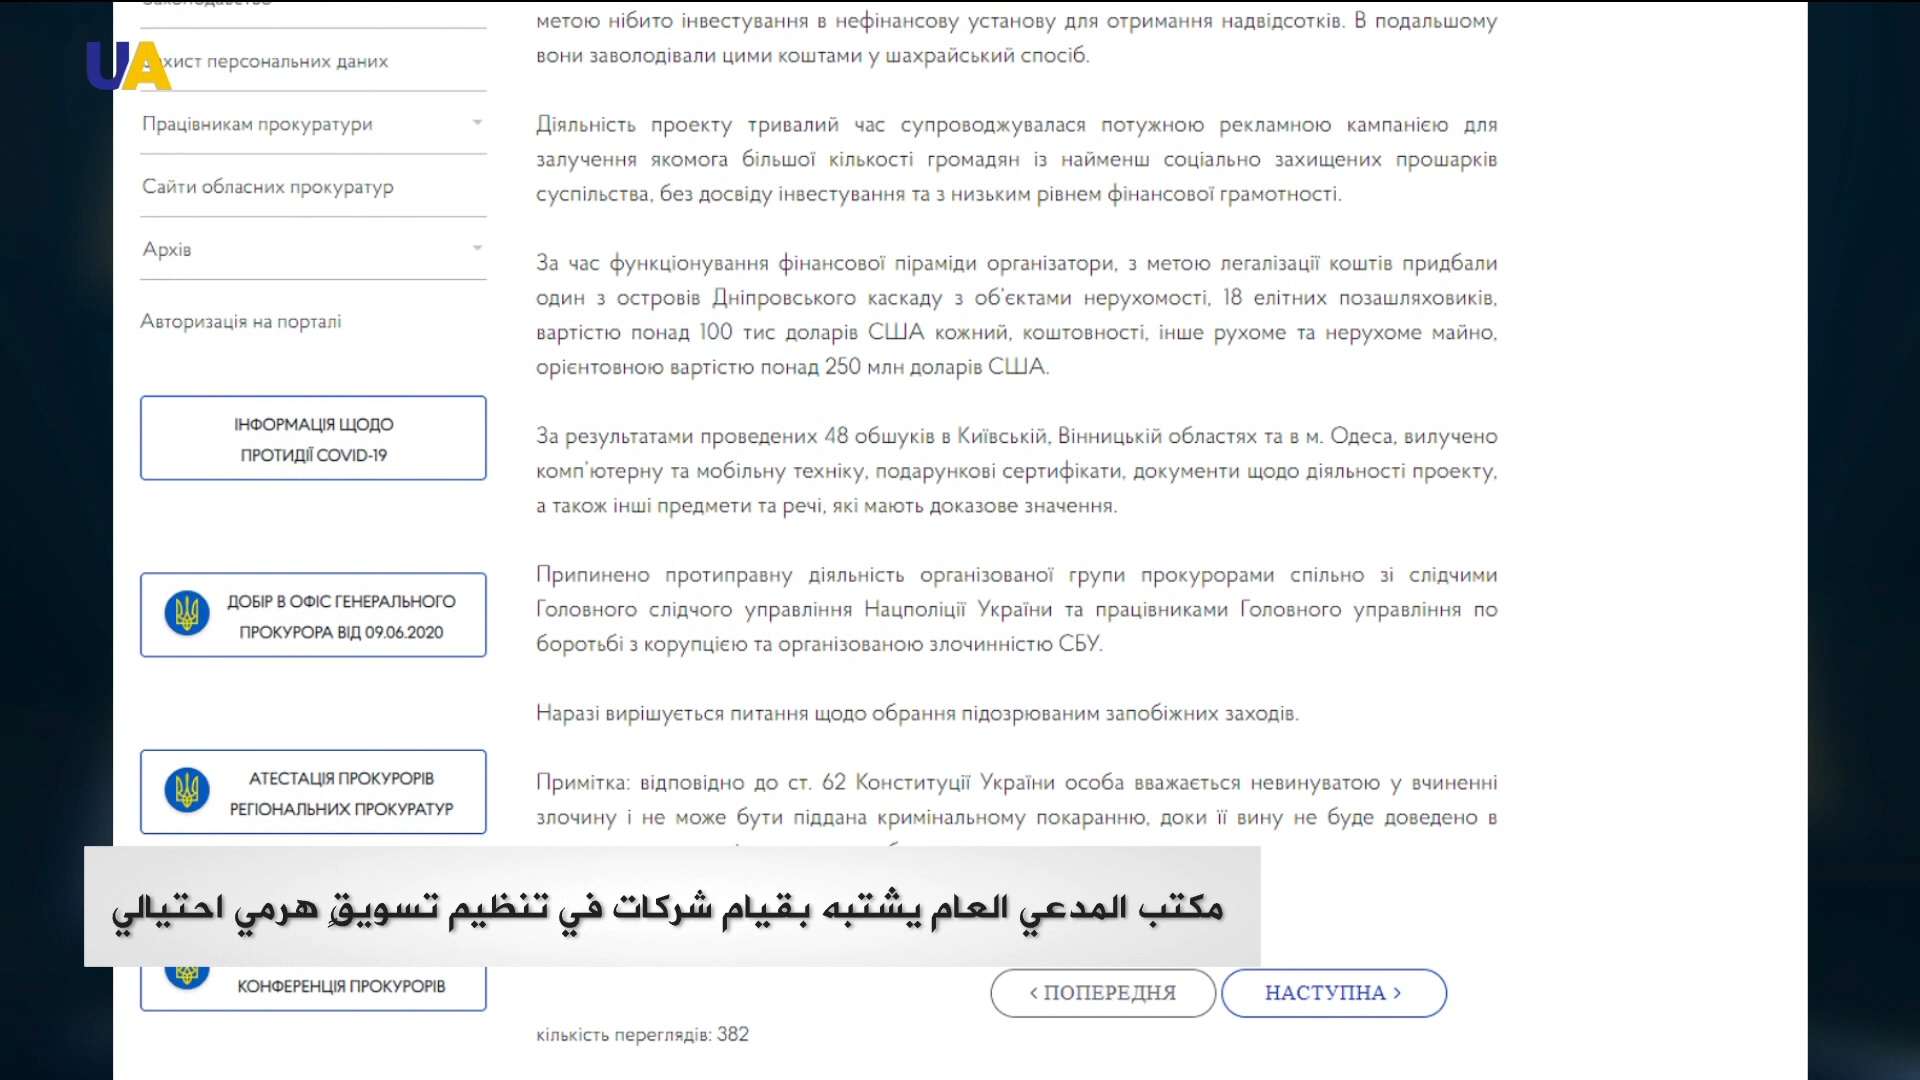 UA
хист персональних даних
Працівникам прокуратури
Сайти обласних прокуратур
Архів
Авторизація на порталі
ІНФОРМАЦІЯ ЩОДО
ПРОТИДІЇ COVID-19
ДОБІР В ОФІС ГЕНЕРАЛЬНОГО
ПРОКУРОРА ВІД 09.06.2020
АТЕСТАЦІЯ ПРОКУРОРІВ
РЕГІОНАЛЬНИХ ПРОКУРАТУР
КОНФЕРЕНЦІЯ ПРОКУРОРІВ
метою нібито інвестування в нефінансову установу для отримання надвідсотків. В подальшому
вони заволодівали цими коштами у шахрайський спосіб.
Діяльність проекту тривалий час супроводжувалася потужною рекламною кампанією для
залучення якомога більшої кількості громадян із найменш соціально захищених прошарків
суспільства, без досвіду інвестування та з низьким рівнем фінансової грамотності.
За час функціонування фінансової піраміди організатори, з метою легалізації коштів придбали
один з островів Дніпровського каскаду з об'єктами нерухомості, 18 елітних позашляховиків,
вартістю понад 100 тис доларів США кожний, коштовності, інше рухоме та нерухоме майно,
орієнтовною вартістю понад 250 млн доларів США.
За результатами проведених 48 обшуків в Київській, Вінницькій областях та в м. Одеса, вилучено
комп'ютерну та мобільну техніку, подарункові сертифікати, документи щодо діяльності проекту,
а також інші предмети та речі, які мають доказове значення.
Припинено протиправну діяльність організованої групи прокурорами спільно зі слідчими
Головного слідчого управління Нацполіції України та працівниками Головного управління по
боротьбі з корупцією та організованою злочинністю СБУ.
Наразі вирішується питання щодо обрання підозрюваним запобіжних заходів.
Примітка: відповідно до ст. 62 Конституції України особа вважається невинуватою у вчиненні
злочину і не може бути піддана кримінальному покаранню, доки її вину не буде доведено в
مكتب المدعي العام يشتبه بقيام شركات في تنظيم تسويقٍ هرمي احتيالي
‹ ПОПЕРЕДНЯ
НАСТУПНА ›
кількість переглядів: 382